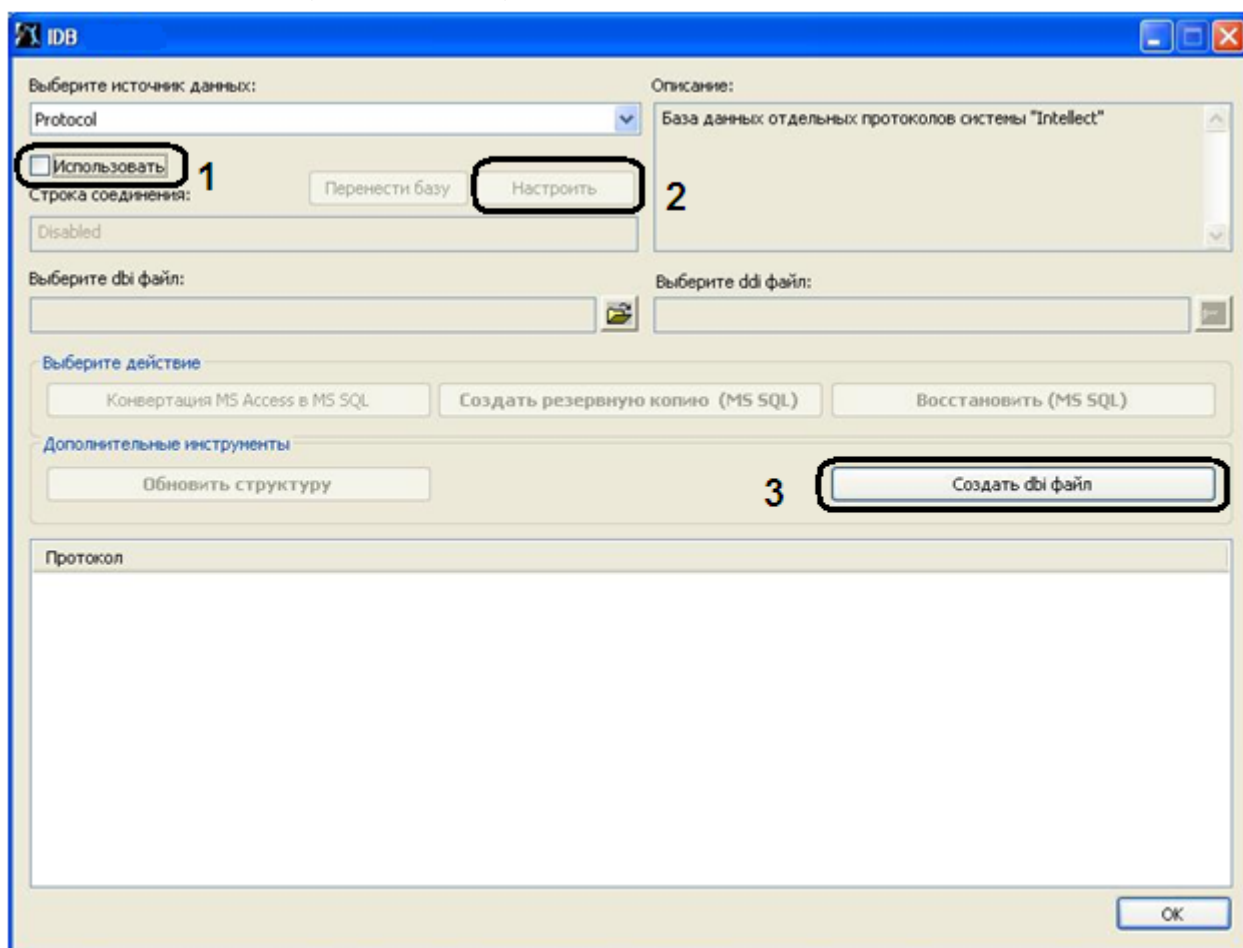 IDB
Выберите источник данных:
Описание:
Protocol
База данных отдельных протоколов системы "Intellect"
Использовать
1
Перенести базу
Настроить
2
Строка соединения:
Disabled
Выберите dbi файл:
Выберите ddi файл:
Выберите действие
Конвертация MS Access в MS SQL
Создать резервную копию (MS SQL)
Восстановить (MS SQL)
Дополнительные инструменты
Обновить структуру
3
Создать dbi файл
Протокол
OK